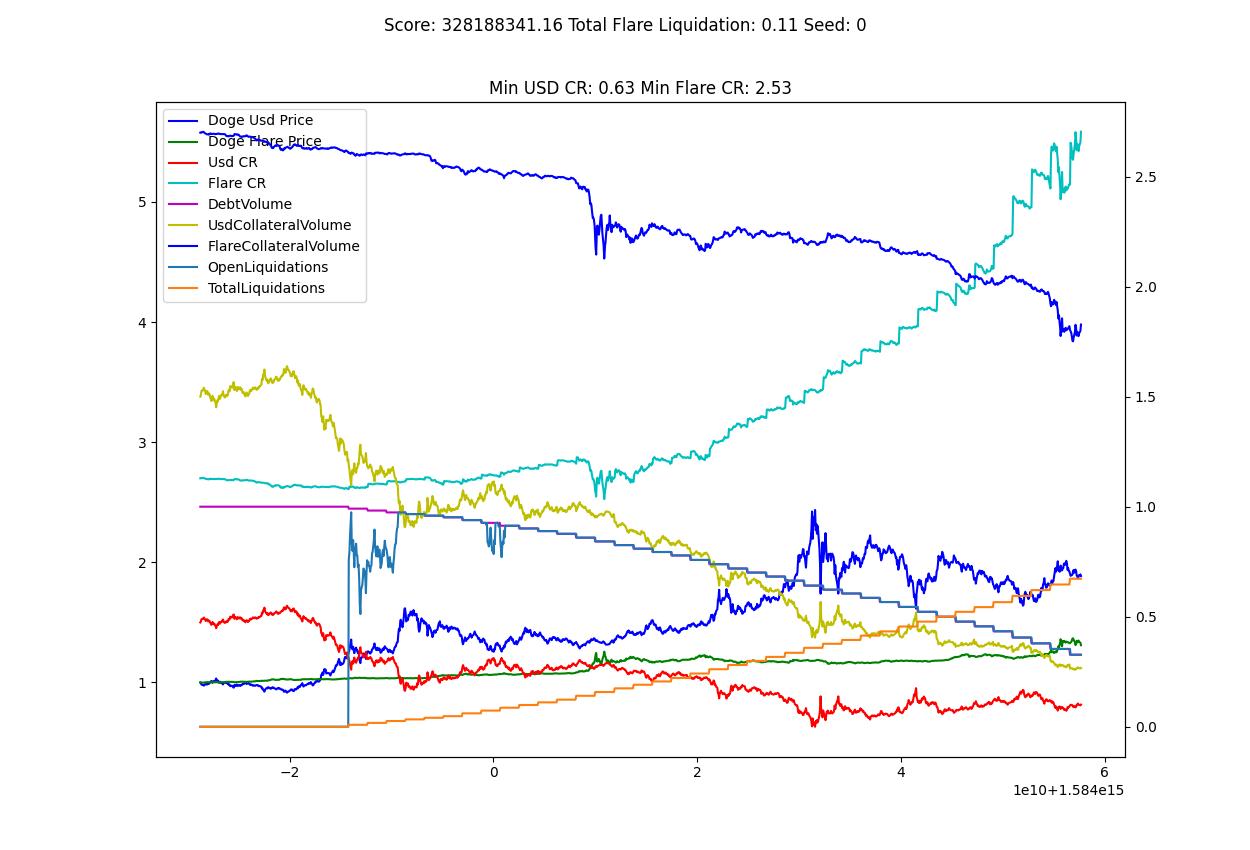 Score: 328188341.16 Total Flare Liquidation: 0.11 Seed: 0
Min USD CR: 0.63 Min Flare CR: 2.53
Doge Usd Price
Doge Flare Price
Usd CR
Flare CR
DebtVolume
UsdCollateralVolume
FlareCollateralVolume
OpenLiquidations
TotalLiquidations
5
4
3
2
1
2.5
2.0
1.5
1.0
0.5
0.0
−2
0
2
4
6
1e10+1.584e15